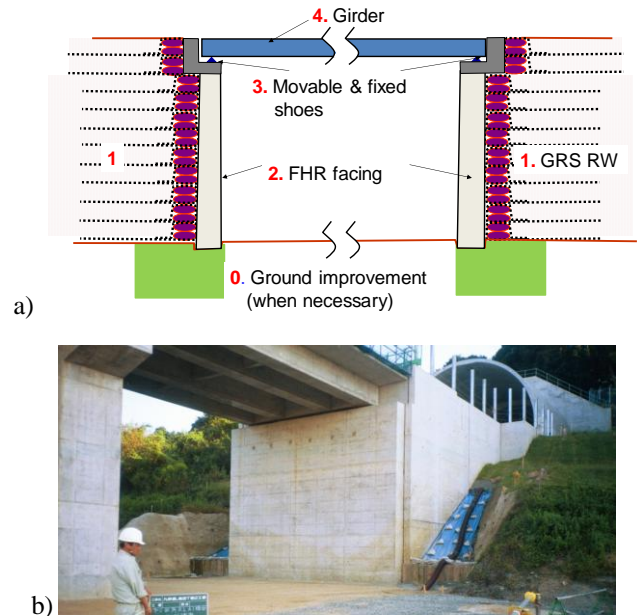 4. Girder
3. Movable & fixed
shoes
1
1. GRS RW
2. FHR facing
0. Ground improvement
(when necessary)
a)
b)